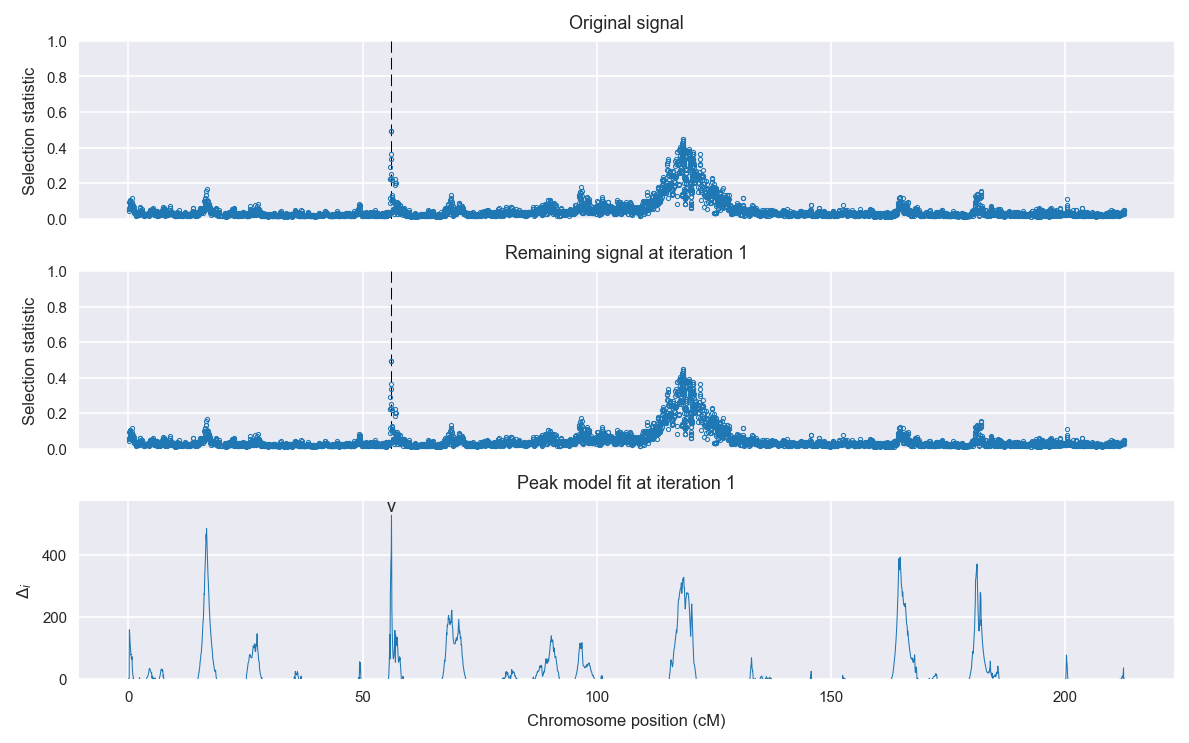 Original signal
Selection statistic
1.0
0.8
0.6
0.4
0.2
0.0
Remaining signal at iteration 1
Selection statistic
1.0
0.8
0.6
0.4
0.2
0.0
Peak model fit at iteration 1
v
Δi
400
200
0
0 50 100 150 200
Chromosome position (cM)